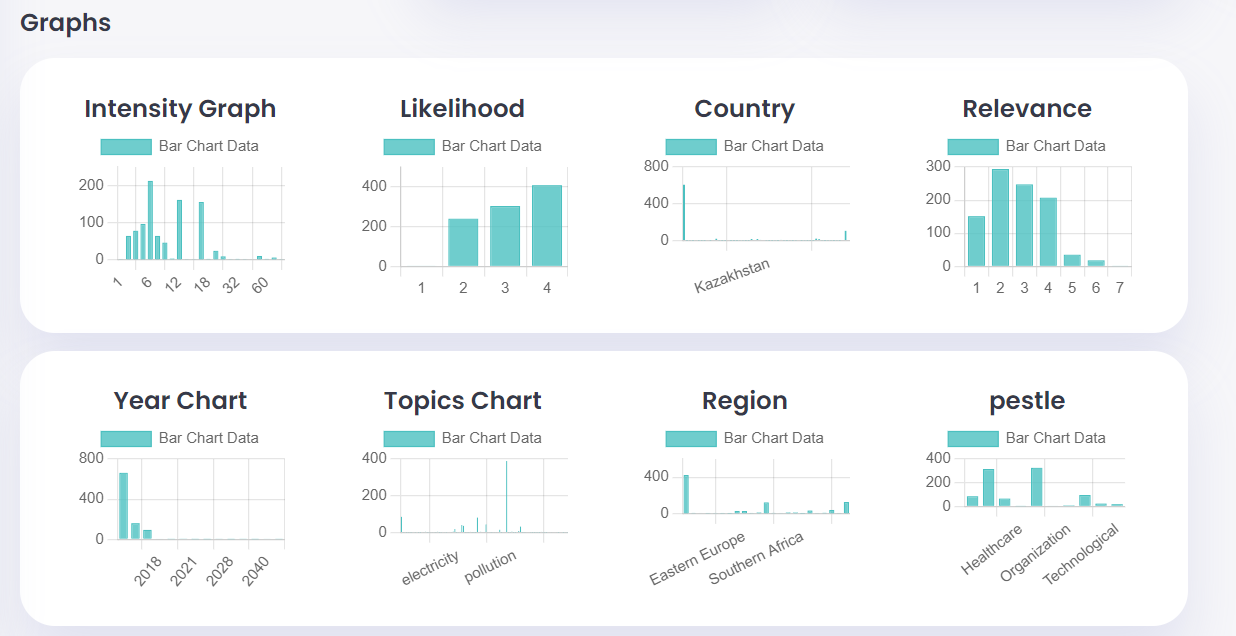 Graphs
Intensity Graph
Bar Chart Data
200
100
0
1 6 12 18 32 60
Likelihood
Bar Chart Data
400
200
0
1 2 3 4
Country
Bar Chart Data
800
400
0
Kazakhstan
Relevance
Bar Chart Data
300
200
100
0
1 2 3 4 5 6 7
Year Chart
Bar Chart Data
800
400
0
2018 2021 2028 2040
Topics Chart
Bar Chart Data
400
200
0
electricity pollution
Region
Bar Chart Data
400
0
Eastern Europe Southern Africa
pestle
Bar Chart Data
400
200
0
Healthcare Organization Technological